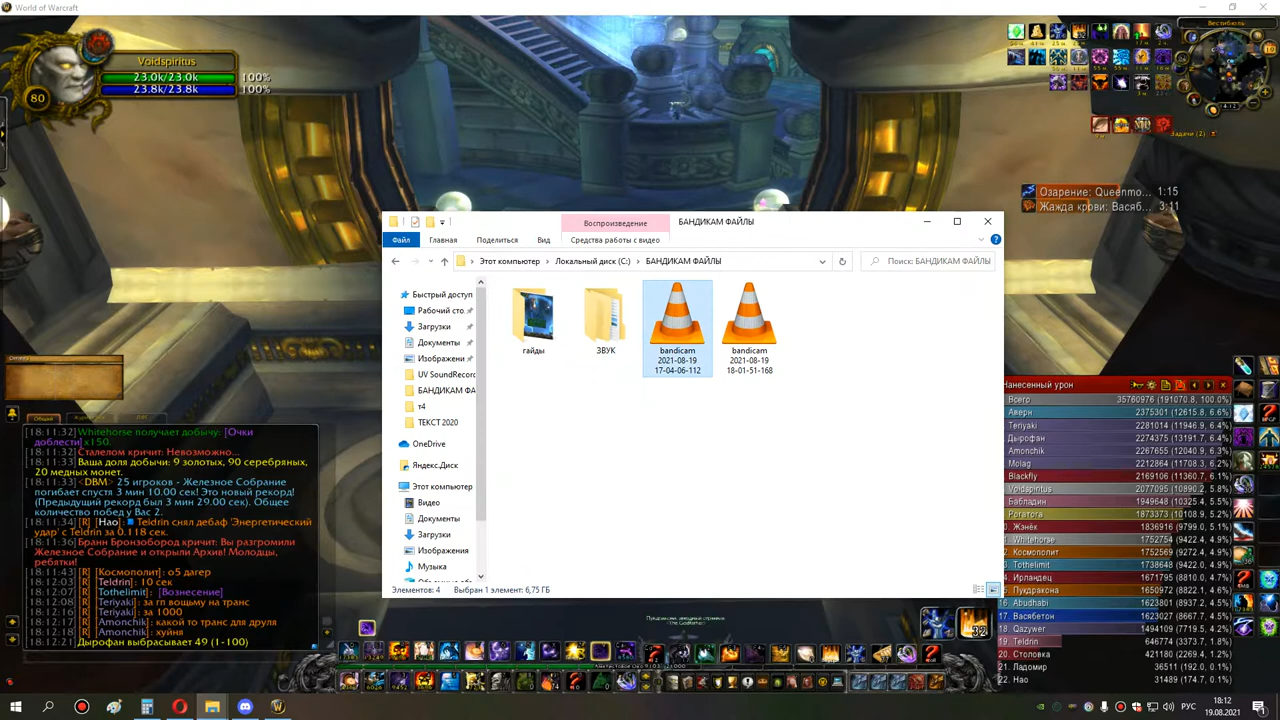 World of Warcraft
Voidspiritus
23.0k/23.0k 100%
23.8k/23.8k 100%
80
Вестибюль
14:12
Задачи (2)
Озарение: Queenmo... 1:15
Жажда крови: Васяб... 3:11
Воспроизведение
БАНДИКАМ ФАЙЛЫ
Файл
Главная
Поделиться
Вид
Средства работы с видео
Этот компьютер
Локальный диск (C:)
БАНДИКАМ ФАЙЛЫ
Поиск: БАНДИКАМ ФАЙЛЫ
Быстрый доступ
Рабочий сто.
Загрузки
Документы
Изображени
UV SoundRecord
БАНДИКАМ ФА
т4
ТЕКСТ 2020
OneDrive
Яндекс.Диск
Этот компьютер
Видео
Документы
Загрузки
Изображения
Музыка
гайды
ЗВУК
bandicam
2021-08-19
17-04-06-112
bandicam
2021-08-19
18-01-51-168
Элементов: 4
Выбран 1 элемент: 6,75 ГБ
Общий
[18:11:32] Whitehorse получает добычу: [Очки
доблести]x150.
[18:11:33] Сталелом кричит: Невозможно...
[18:11:33] Ваша доля добычи: 9 золотых, 90 серебряных,
20 медных монет.
[18:11:33] <DBM> 25 игроков - Железное Собрание
погибает спустя 3 мин 10.00 сек! Это новый рекорд!
(Предыдущий рекорд был 3 мин 29.00 сек). Общее
количество побед у Вас 2.
[18:11:34] [R] [Нао]: Teldrin снял дебаф 'Энергетический
удар' с Teldrin за 0.118 сек.
[18:11:36] Бранн Бронзобород кричит: Вы разгромили
Железное Собрание и открыли Архив! Молодцы,
ребятки!
[18:11:43] [R] [Космополит]: о5 дагер
[18:12:03] [R] Teldrin]: 10 сек
[18:12:07] [R] Tothelimit]: [Вознесение]
[18:12:08] [R] Teriyaki]: за гп вощьму на транс
[18:12:16] [R] Teriyaki]: за 1000
[18:12:17] [R] Amonchik]: какой то транс для друля
[18:12:18] [R] Amonchik]: хуйня
[18:12:21] Дырофан выбрасывает 49 (1-100)
Нанесенный урон
Всего 35760976 (191070.8, 100.0%)
Аверн 2375301 (12615.8, 6.6%)
Teriyaki 2281014 (13713.7, 6.4%)
Дырофан 2274375 (13191.7, 6.4%)
Amonchik 2267655 (12040.9, 6.3%)
Molag 2212864 (11708.3, 6.2%)
Blackfly 2169106 (11367.1, 6.1%)
Voidspiritus 2077095 (10990.2, 5.8%)
Бабладин 1949648 (10325.4, 5.5%)
Рогатога 1873373 (10108.9, 5.2%)
10. Жэнёк 1836916 (9799.0, 5.1%)
11. Whitehorse 1752754 (9422.4, 4.9%)
12. Космополит 1752569 (9274.1, 4.9%)
13. Tothelimit 1738868 (9200.7, 4.9%)
14. Ирландец 1671795 (8810.9, 4.7%)
15. Пукдракона 1650972 (8822.4, 4.6%)
16. Abudhabi 1623801 (8937.2, 4.5%)
17. Васябетон 1623027 (8667.7, 4.5%)
18. Qazywer 1494109 (7719.5, 4.2%)
19. Teldrin 646774 (3373.7, 1.8%)
20. Столовка 421180 (2269.4, 1.2%)
21. Ладомир 36511 (194.7, 0.1%)
22. Нао 31489 (174.7, 0.1%)
32
РУС
18:12
19.08.2021